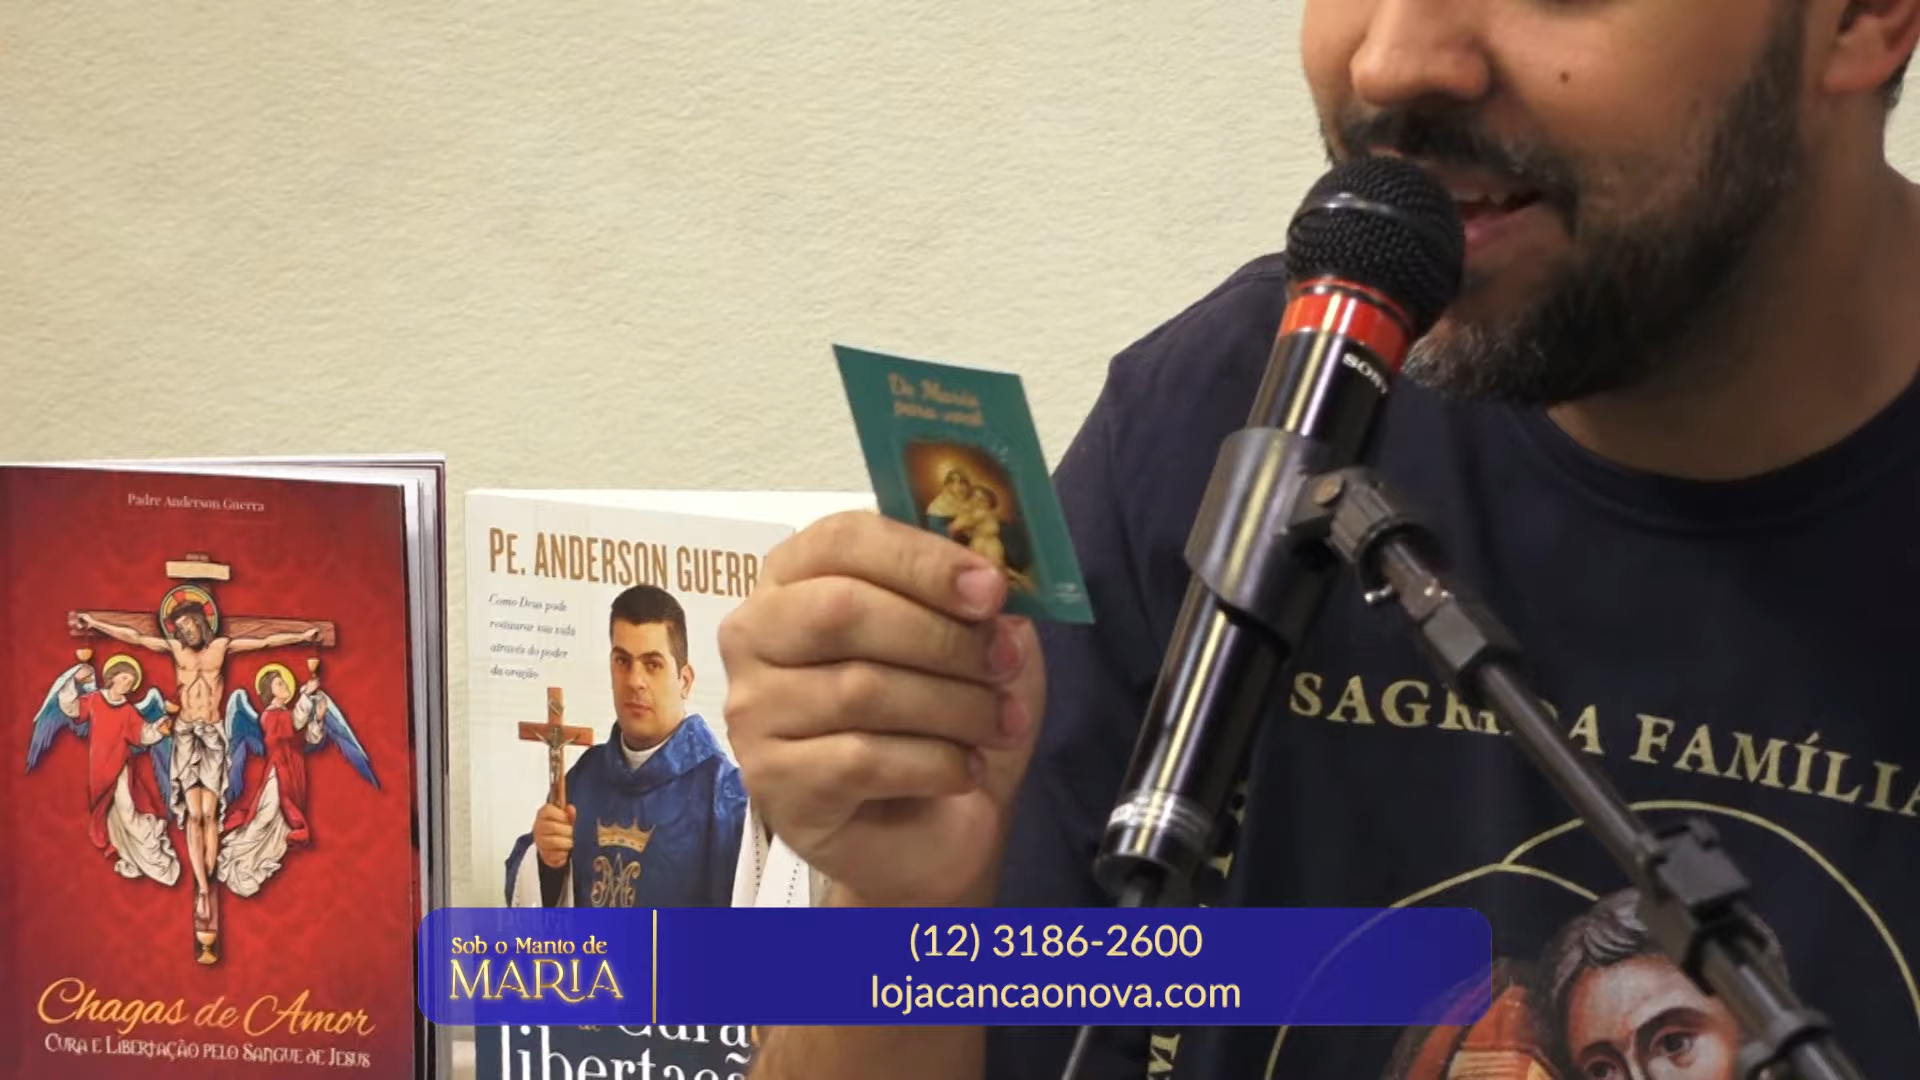 Padre Anderson Guerra
Chagas de Amor
CURA E LIBERTAÇÃO PELO SANGUE DE JESUS
PE. ANDERSON GUERR
Como Deus pode
restaurar sua vida
através do poder
da oração
De Maria
para você
SONY
SAGRADA FAMÍLIA
Sob o Manto de
MARIA
(12) 3186-2600
lojacancaonova.com